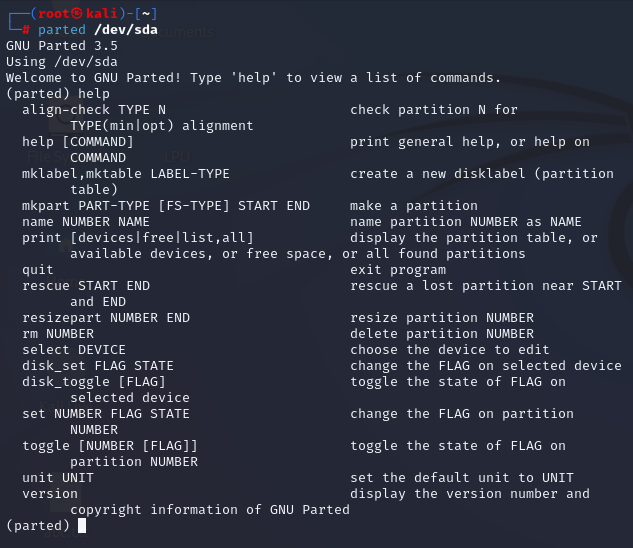 ┌──(root㉿kali)-[~]
└─# parted /dev/sda
GNU Parted 3.5
Using /dev/sda
Welcome to GNU Parted! Type 'help' to view a list of commands.
(parted) help
  align-check TYPE N                       check partition N for
        TYPE(min|opt) alignment
  help [COMMAND]                           print general help, or help on
        COMMAND
  mklabel,mktable LABEL-TYPE               create a new disklabel (partition
        table)
  mkpart PART-TYPE [FS-TYPE] START END     make a partition
  name NUMBER NAME                         name partition NUMBER as NAME
  print [devices|free|list,all]            display the partition table, or
        available devices, or free space, or all found partitions
  quit                                     exit program
  rescue START END                         rescue a lost partition near START
        and END
  resizepart NUMBER END                    resize partition NUMBER
  rm NUMBER                                delete partition NUMBER
  select DEVICE                            choose the device to edit
  disk_set FLAG STATE                      change the FLAG on selected device
  disk_toggle [FLAG]                       toggle the state of FLAG on
        selected device
  set NUMBER FLAG STATE                    change the FLAG on partition
        NUMBER
  toggle [NUMBER [FLAG]]                   toggle the state of FLAG on
        partition NUMBER
  unit UNIT                                set the default unit to UNIT
  version                                  display the version number and
        copyright information of GNU Parted
(parted)